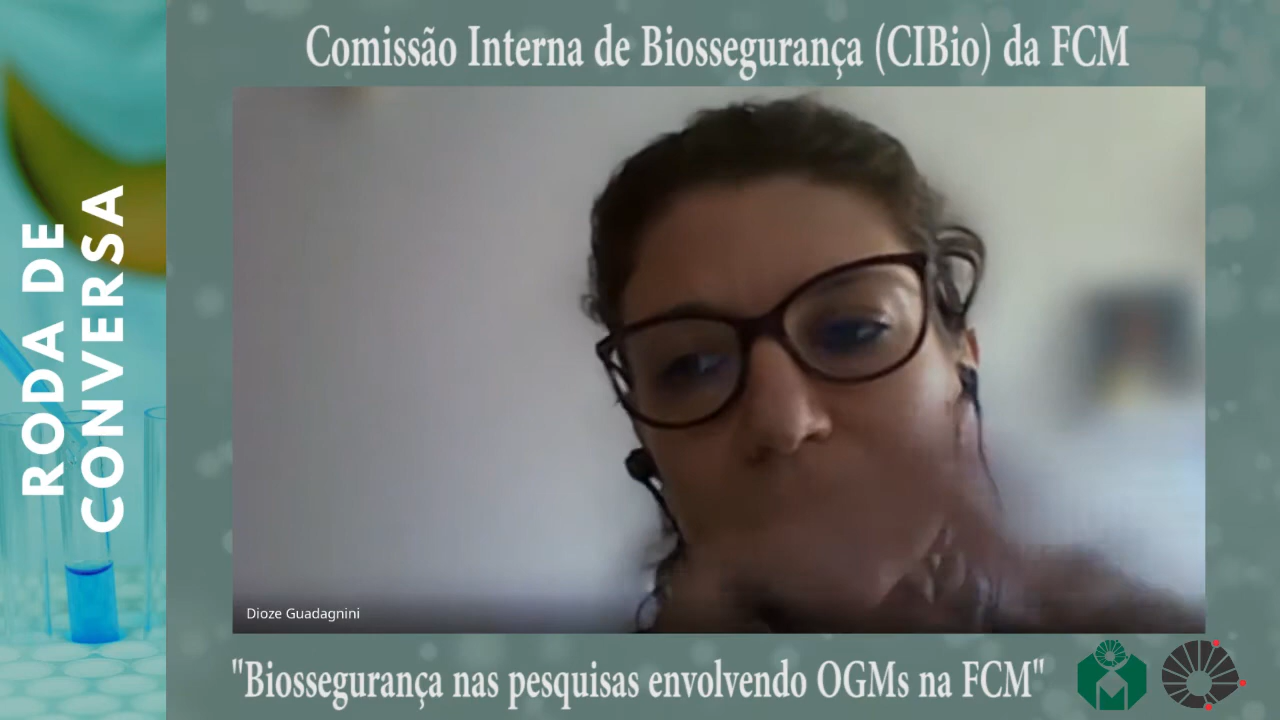 Comissão Interna de Biossegurança (CIBio) da FCM
RODA DE
CONVERSA
Dioze Guadagnini
"Biossegurança nas pesquisas envolvendo OGMs na FCM"